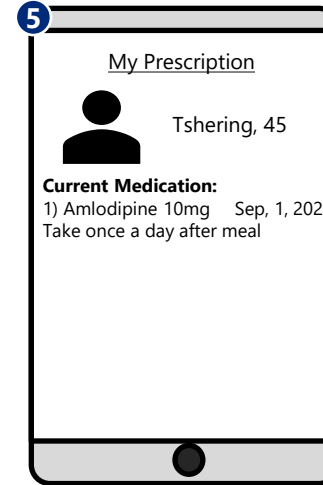 5
My Prescription
Tshering, 45
Current Medication:
1) Amlodipine 10mg Sep, 1, 202
Take once a day after meal